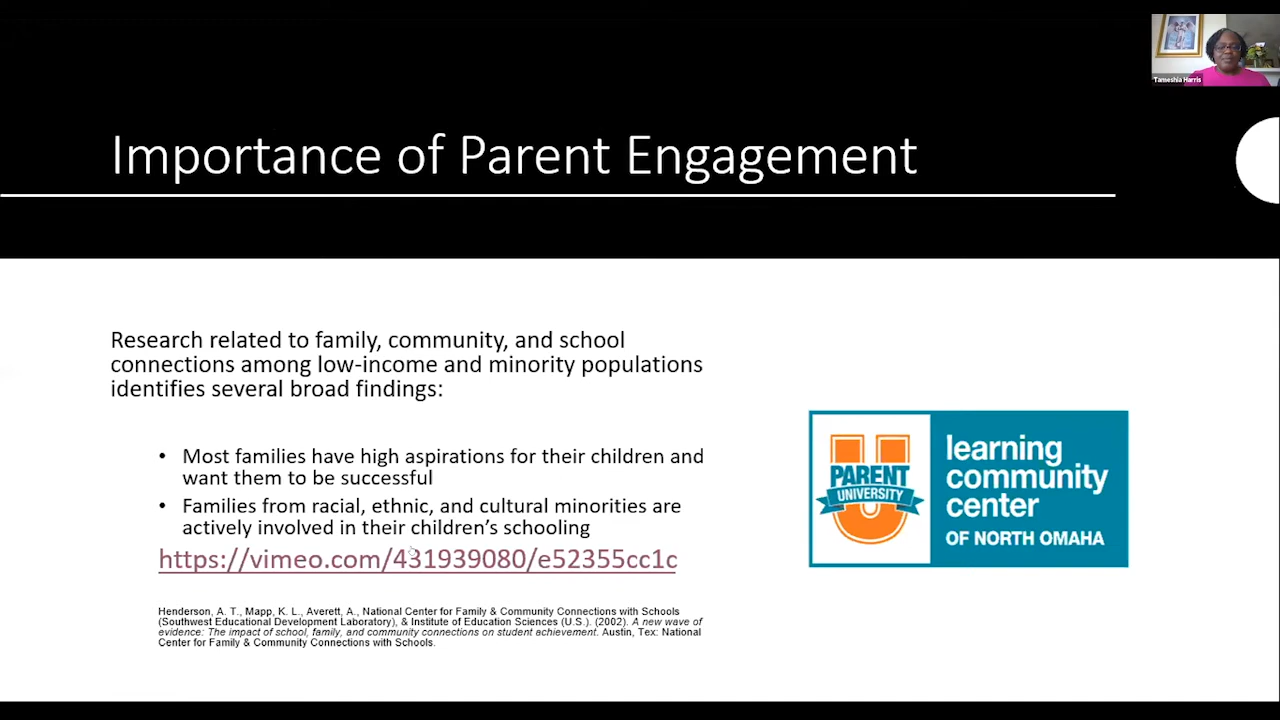 Tameshia Harris
Importance of Parent Engagement
Research related to family, community, and school
connections among low-income and minority populations
identifies several broad findings:
• Most families have high aspirations for their children and
want them to be successful
• Families from racial, ethnic, and cultural minorities are
actively involved in their children’s schooling
https://vimeo.com/431939080/e52355cc1c
Henderson, A. T., Mapp, K. L., Averett, A., National Center for Family & Community Connections with Schools
(Southwest Educational Development Laboratory), & Institute of Education Sciences (U.S.). (2002). A new wave of
evidence: The impact of school, family, and community connections on student achievement. Austin, Tex: National
Center for Family & Community Connections with Schools.
U
PARENT
UNIVERSITY
learning
community
center
OF NORTH OMAHA